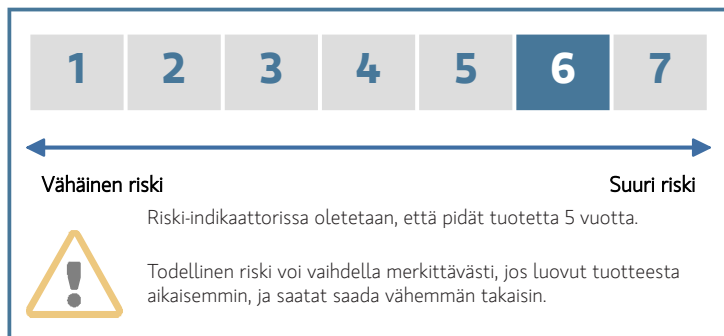 1 2 3 4 5 6 7
Vähäinen riski Suuri riski
Riski-indikaattorissa oletetaan, että pidät tuotetta 5 vuotta.
Todellinen riski voi vaihdella merkittävästi, jos luovut tuotteesta
aikaisemmin, ja saatat saada vähemmän takaisin.